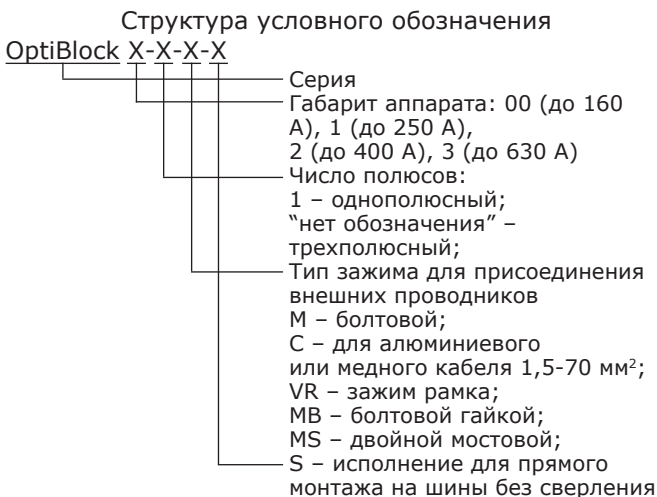 Структура условного обозначения
OptiBlock X-X-X-X
Серия
Габарит аппарата: 00 (до 160
А), 1 (до 250 А),
2 (до 400 А), 3 (до 630 А)
Число полюсов:
1 – однополюсный;
“нет обозначения” –
трехполюсный;
Тип зажима для присоединения
внешних проводников
М – болтовой;
С – для алюминиевого
или медного кабеля 1,5-70 мм²;
VR – зажим рамка;
MB – болтовой гайкой;
MS – двойной мостовой;
S – исполнение для прямого
монтажа на шины без сверления